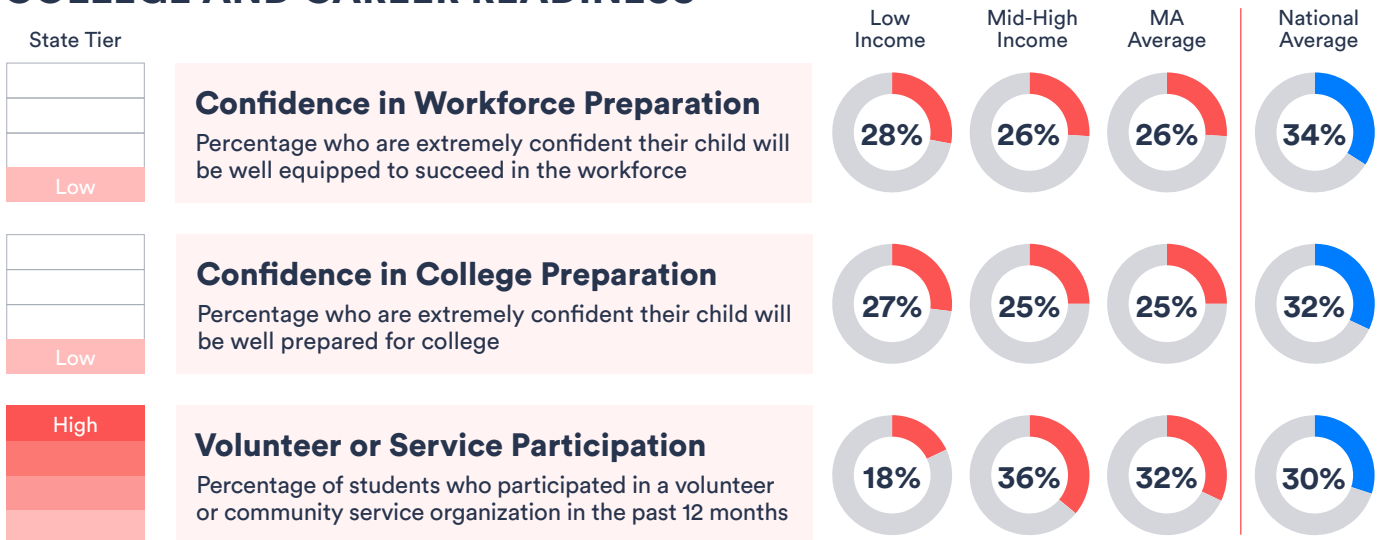 COLLEGE AND CAREER READINESS
State Tier
Low
Income
Mid-High
Income
MA
Average
National
Average
Low
Confidence in Workforce Preparation
Percentage who are extremely confident their child will
be well equipped to succeed in the workforce
28%
26%
26%
34%
Low
Confidence in College Preparation
Percentage who are extremely confident their child will
be well prepared for college
27%
25%
25%
32%
High
Volunteer or Service Participation
Percentage of students who participated in a volunteer
or community service organization in the past 12 months
18%
36%
32%
30%